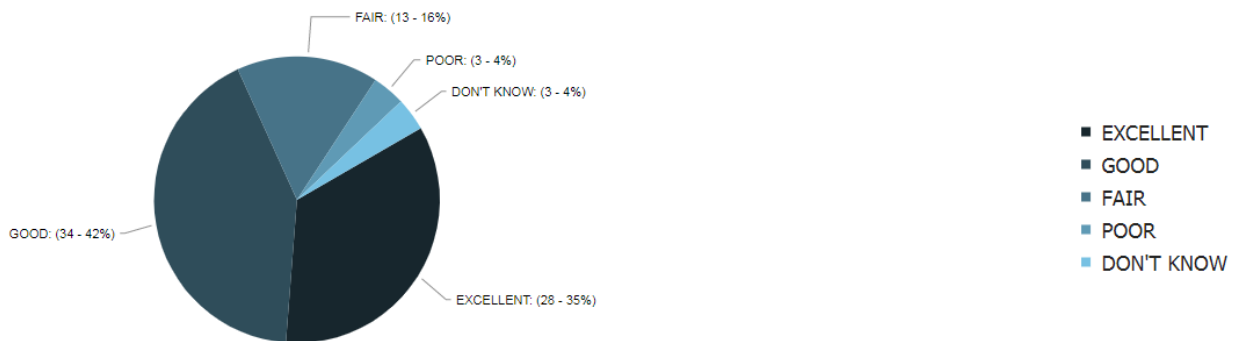 FAIR: (13 - 16%)
POOR: (3 - 4%)
DON'T KNOW: (3 - 4%)
GOOD: (34 - 42%)
EXCELLENT: (28 - 35%)
EXCELLENT
GOOD
FAIR
POOR
DON'T KNOW